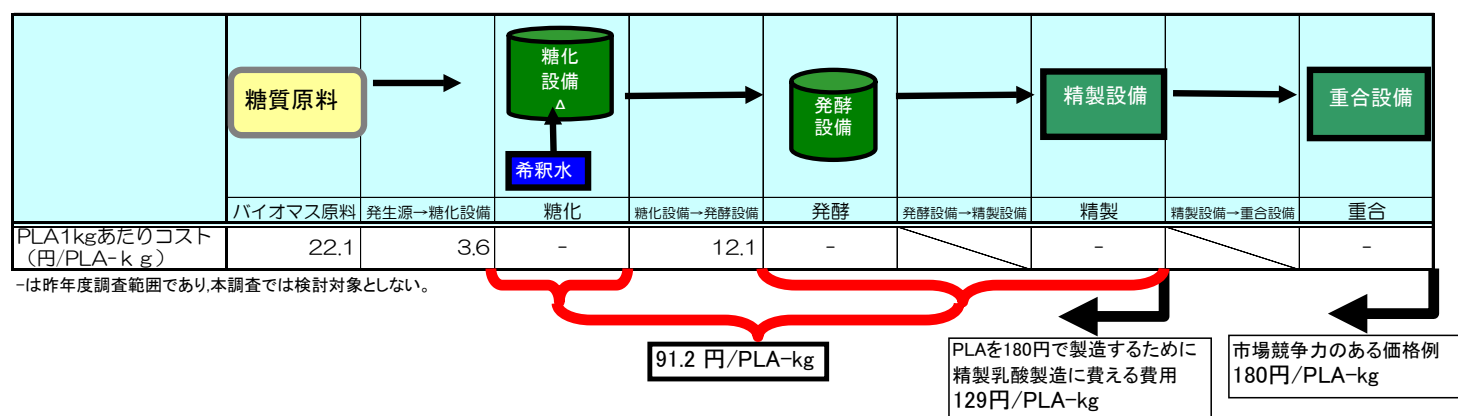 糖質原料
糖化
設備
希釈水
発酵
設備
精製設備
重合設備
バイオマス原料 発生源→糖化設備 糖化 糖化設備→発酵設備 発酵 発酵設備→精製設備 精製 精製設備→重合設備 重合
PLA1kgあたりコスト
（円/PLA-ｋｇ） 22.1 3.6 - 12.1 - - -
-は昨年度調査範囲であり,本調査では検討対象としない。
91.2 円/PLA-kg
PLAを180円で製造するために
精製乳酸製造に費える費用
129円/PLA-kg
市場競争力のある価格例
180円/PLA-kg